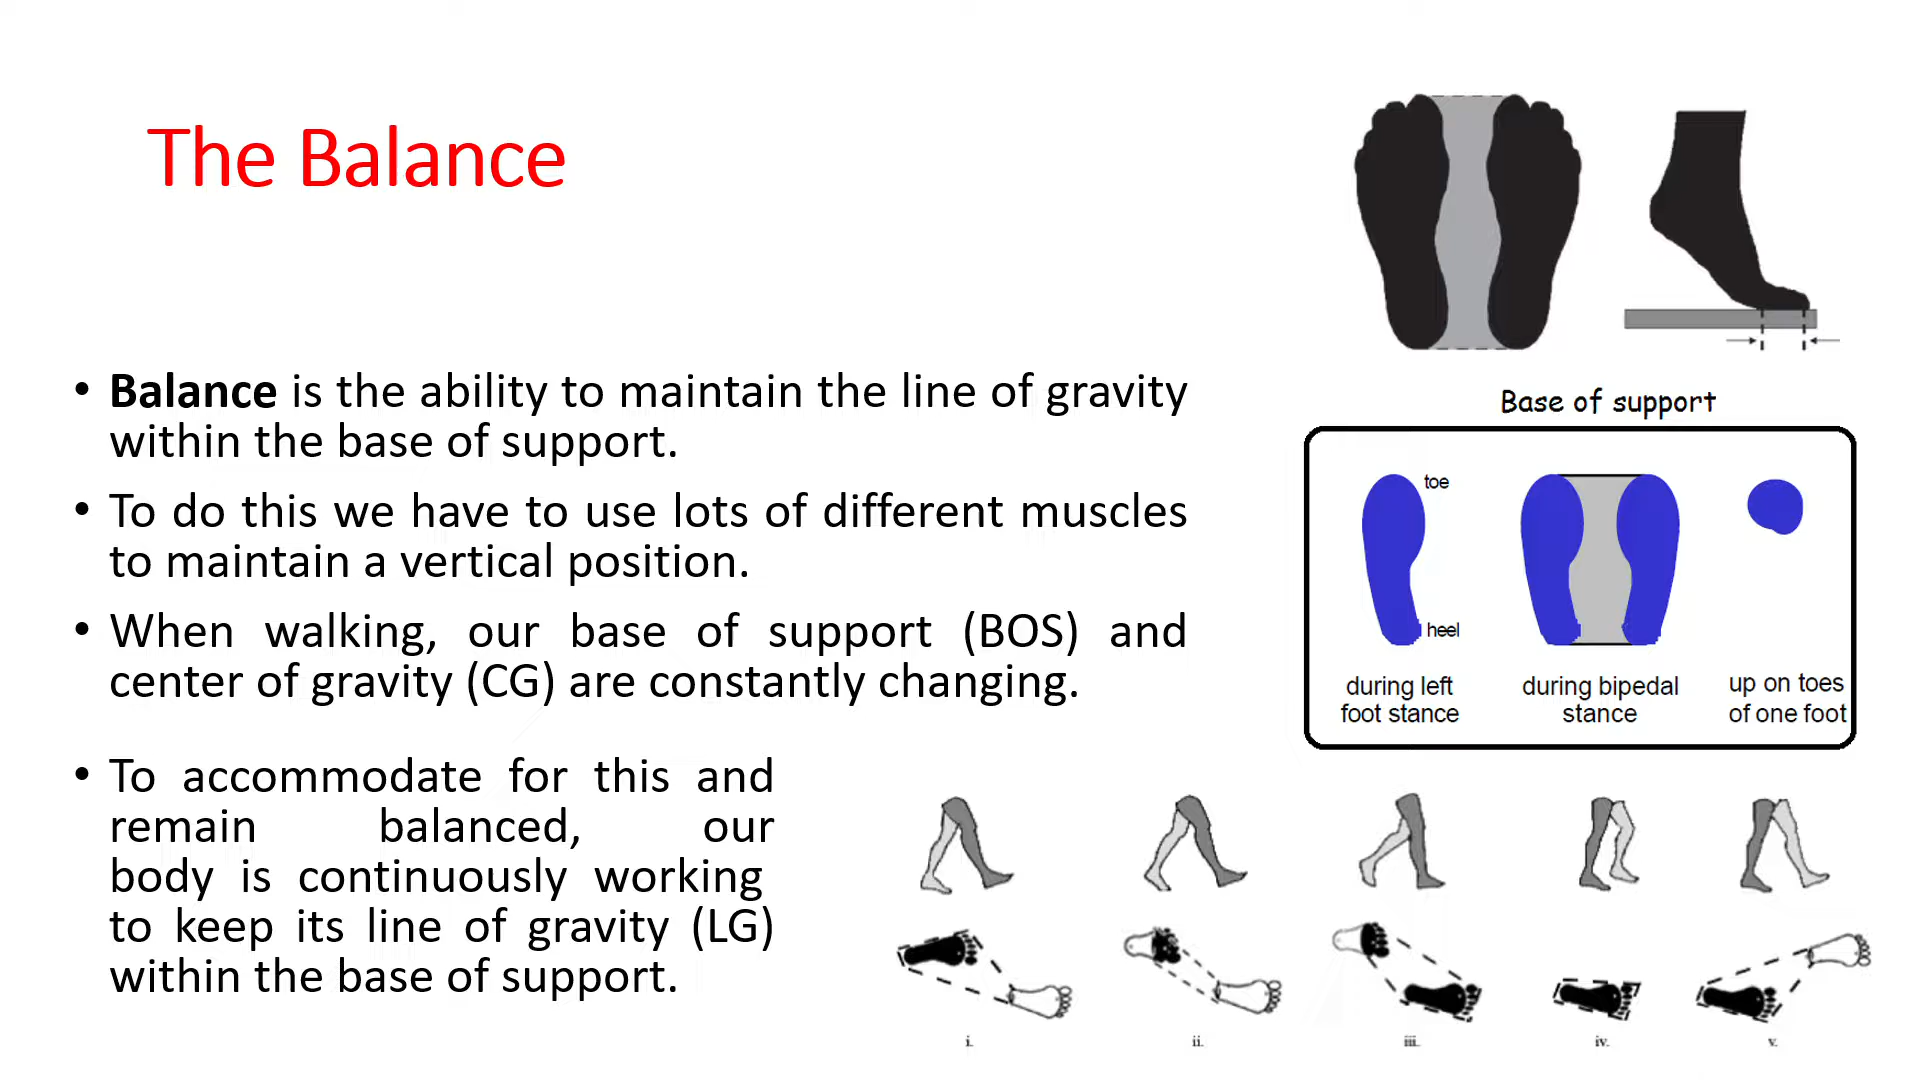 The Balance
• Balance is the ability to maintain the line of gravity
within the base of support.
• To do this we have to use lots of different muscles
to maintain a vertical position.
• When walking, our base of support (BOS) and
center of gravity (CG) are constantly changing.
• To accommodate for this and
remain balanced, our
body is continuously working
to keep its line of gravity (LG)
within the base of support.
Base of support
toe
heel
during left
foot stance
during bipedal
stance
up on toes
of one foot
i.
ii.
iii.
iv.
v.